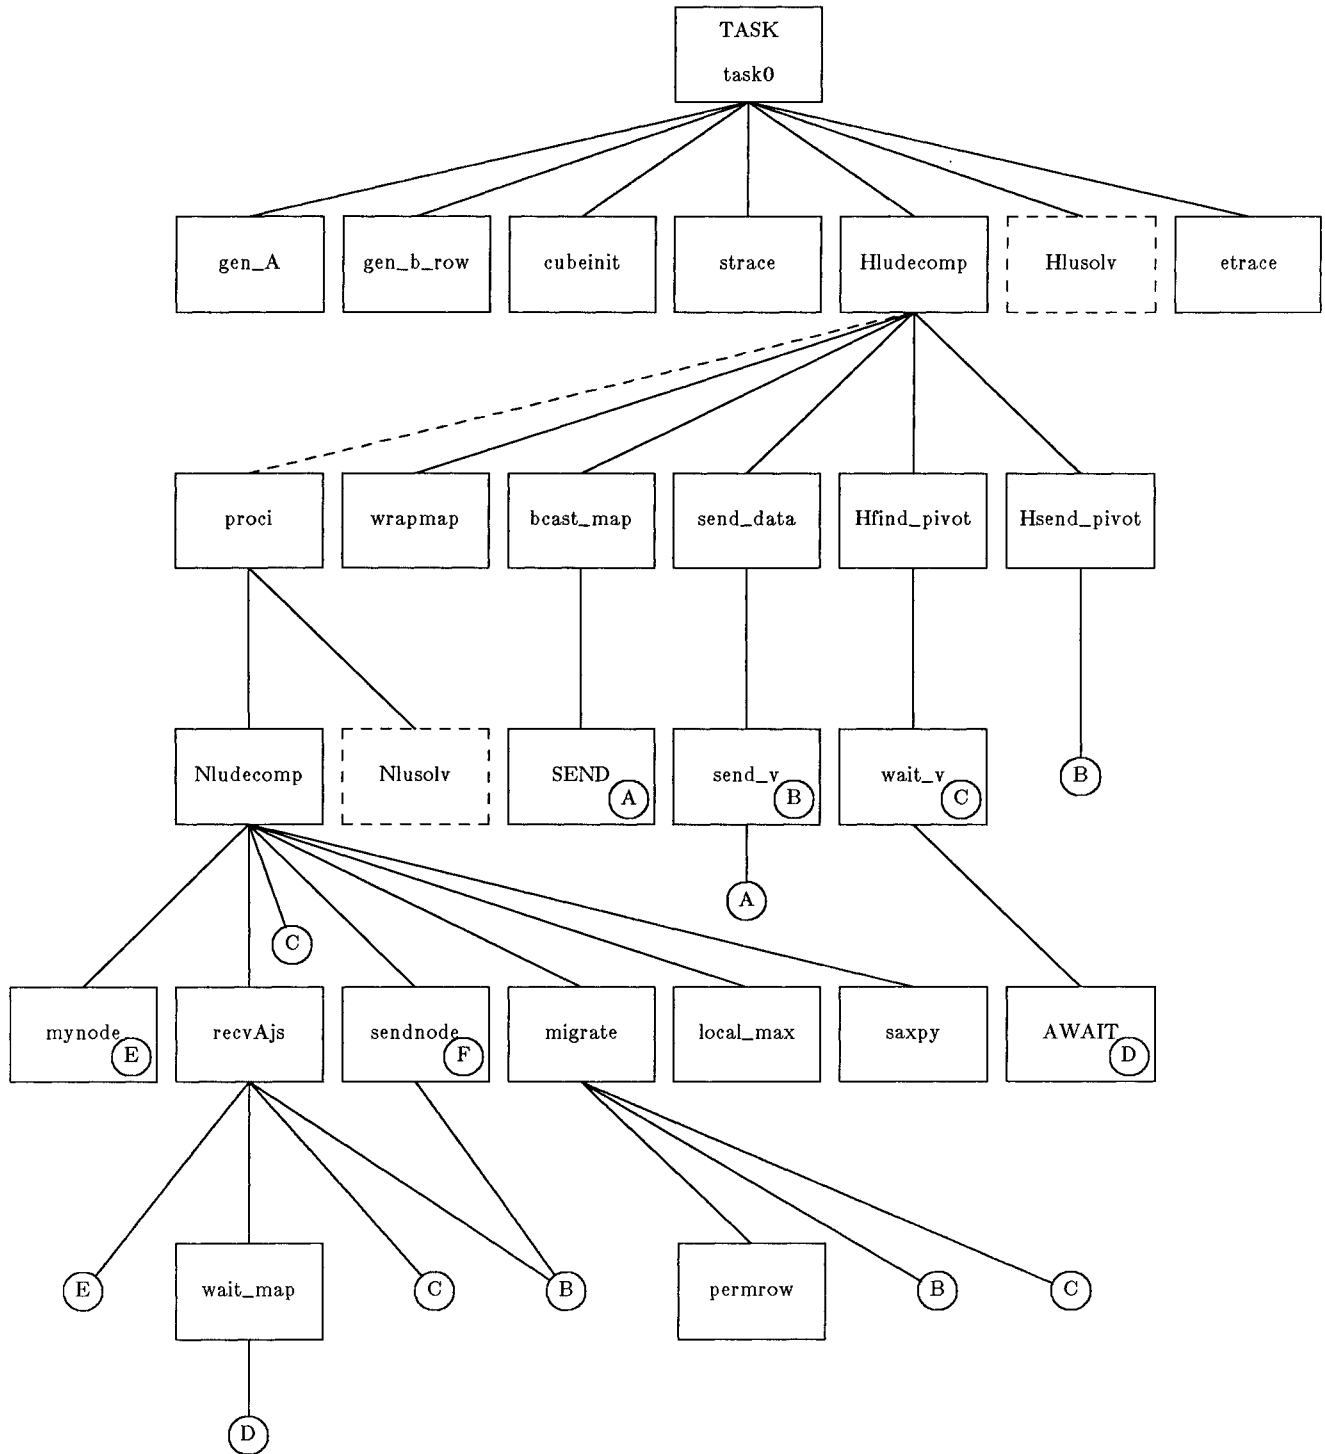 TASK
task0
gen_A
gen_b_row
cubeinit
strace
Hludecomp
Hlusolv
etrace
proci
wrapmap
bcast_map
send_data
Hfind_pivot
Hsend_pivot
Nludecomp
Nlusolv
SEND
A
send_v
B
wait_v
C
B
A
C
mynode
E
recvAjs
sendnode
F
migrate
local_max
saxpy
AWAIT
D
E
wait_map
C
B
permrow
B
C
D